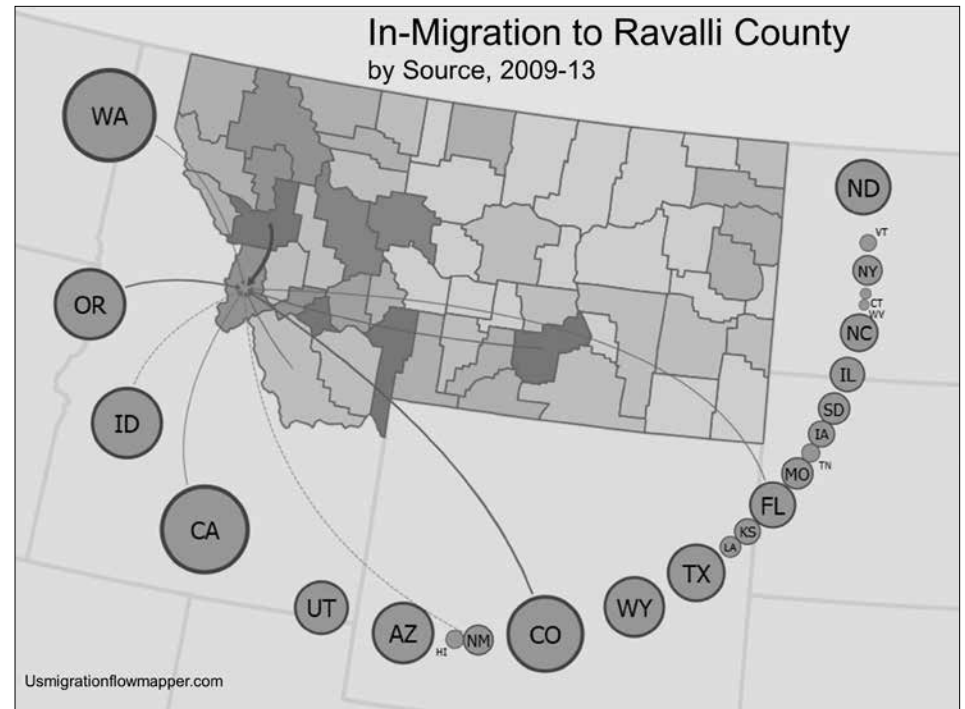 In-Migration to Ravalli County
by Source, 2009-13
WA
ND
VT
NY
CT
WV
OR
NC
IL
SD
ID
IA
TN
MO
FL
CA
KS
LA
TX
UT
WY
AZ
HI
NM
CO
Usmigrationflowmapper.com